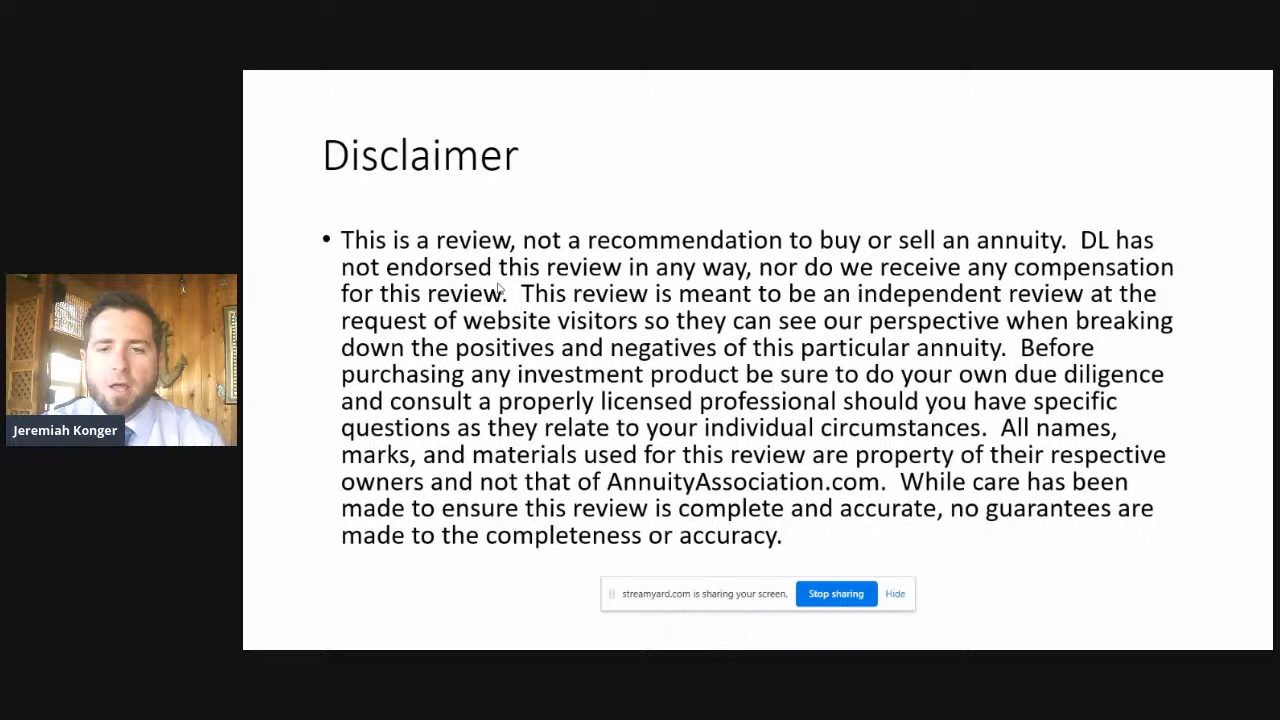 Disclaimer
• This is a review, not a recommendation to buy or sell an annuity. DL has
not endorsed this review in any way, nor do we receive any compensation
for this review. This review is meant to be an independent review at the
request of website visitors so they can see our perspective when breaking
down the positives and negatives of this particular annuity. Before
purchasing any investment product be sure to do your own due diligence
and consult a properly licensed professional should you have specific
questions as they relate to your individual circumstances. All names,
marks, and materials used for this review are property of their respective
owners and not that of AnnuityAssociation.com. While care has been
made to ensure this review is complete and accurate, no guarantees are
made to the completeness or accuracy.
Jeremiah Konger
streamyard.com is sharing your screen. Stop sharing Hide